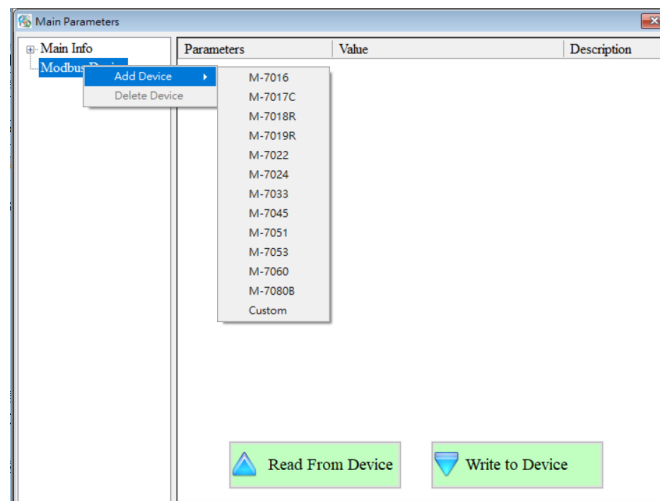 Main Parameters
Main Info
Parameters Value Description
Modbus
Add Device
Delete Device
M-7016
M-7017C
M-7018R
M-7019R
M-7022
M-7024
M-7033
M-7045
M-7051
M-7053
M-7060
M-7080B
Custom
Read From Device
Write to Device